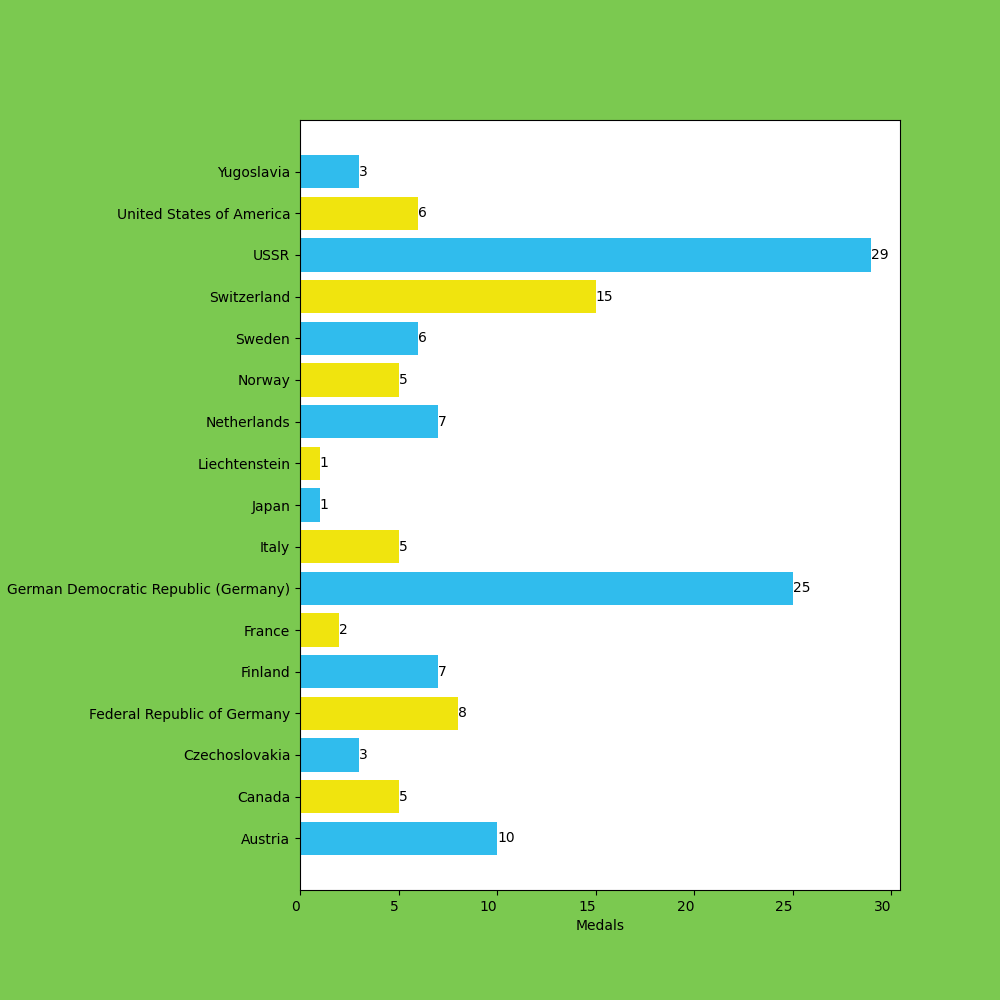 Yugoslavia 3
United States of America 6
USSR 29
Switzerland 15
Sweden 6
Norway 5
Netherlands 7
Liechtenstein 1
Japan 1
Italy 5
German Democratic Republic (Germany) 25
France 2
Finland 7
Federal Republic of Germany 8
Czechoslovakia 3
Canada 5
Austria 10
0 5 10 15 20 25 30
Medals